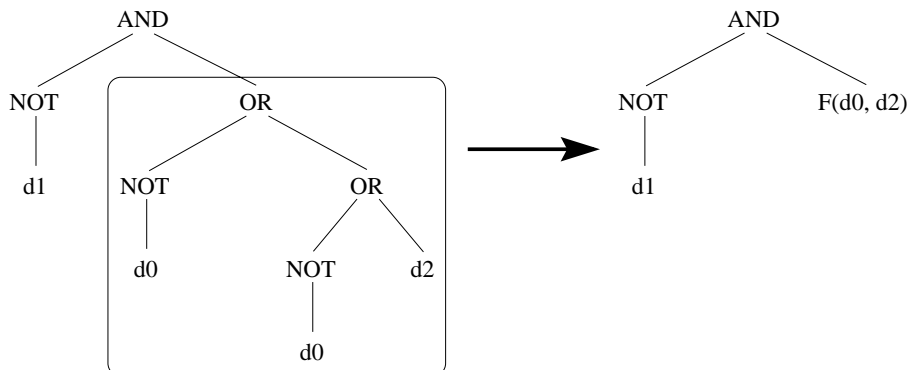 AND AND
NOT OR NOT F(d0, d2)
d1 NOT OR d1
d0 NOT d2
d0